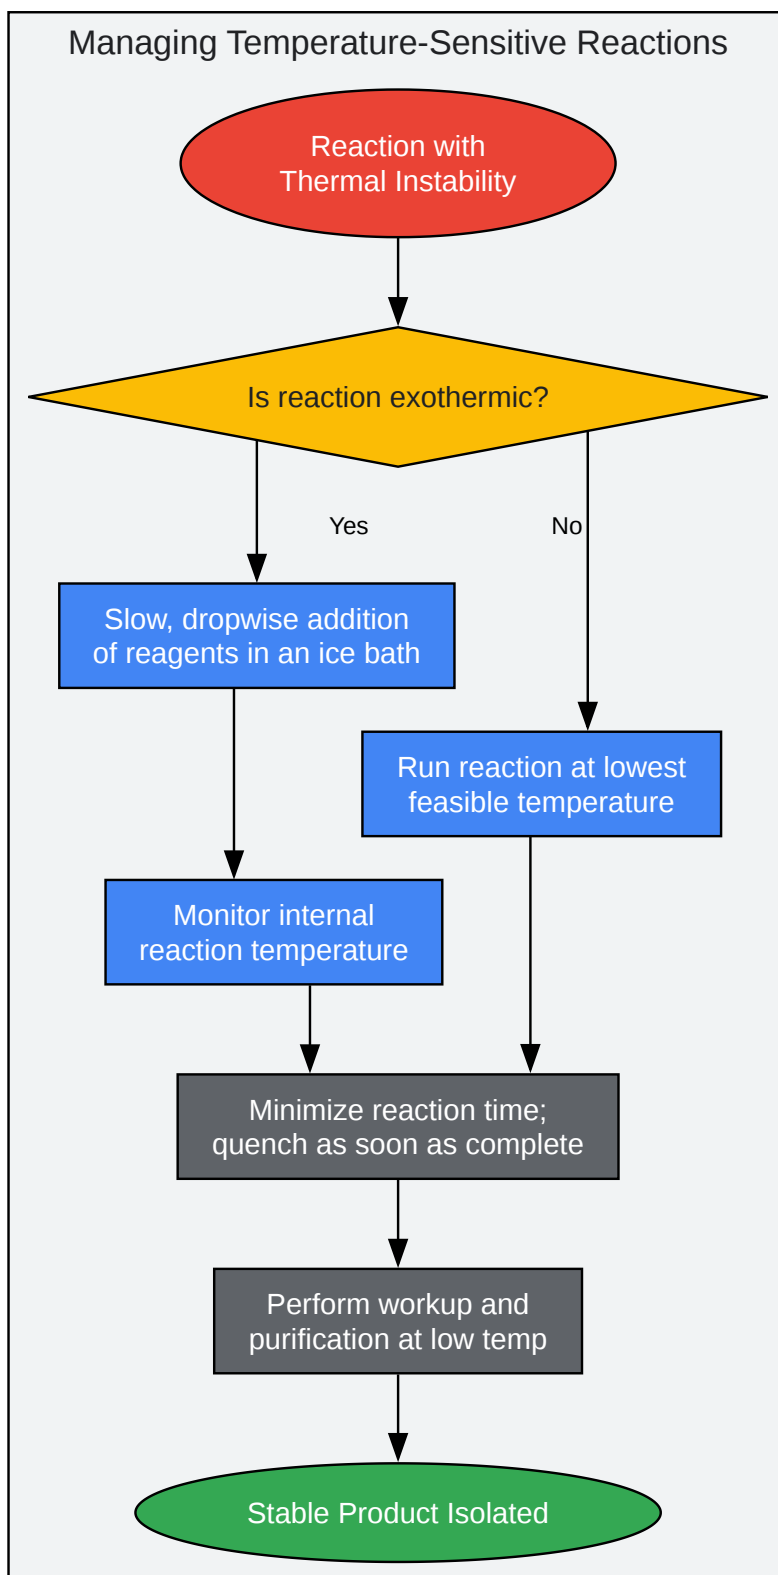 Managing Temperature-Sensitive Reactions
Reaction with
Thermal Instability
Is reaction exothermic?
Yes
No
Slow, dropwise addition
of reagents in an ice bath
Run reaction at lowest
feasible temperature
Monitor internal
reaction temperature
Minimize reaction time;
quench as soon as complete
Perform workup and
purification at low temp
Stable Product Isolated